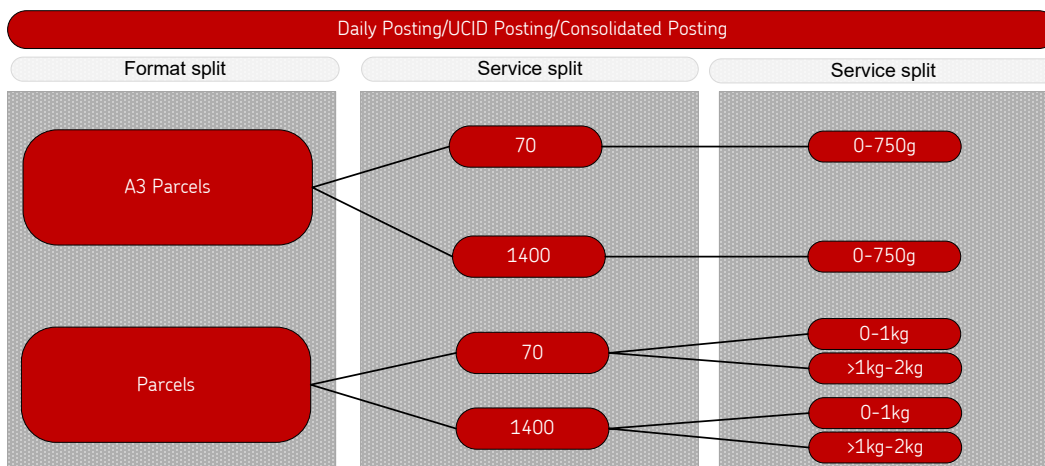 Daily Posting/UCID Posting/Consolidated Posting
Format split
Service split
Service split
A3 Parcels
70
0-750g
1400
0-750g
Parcels
70
0-1kg
>1kg-2kg
1400
0-1kg
>1kg-2kg